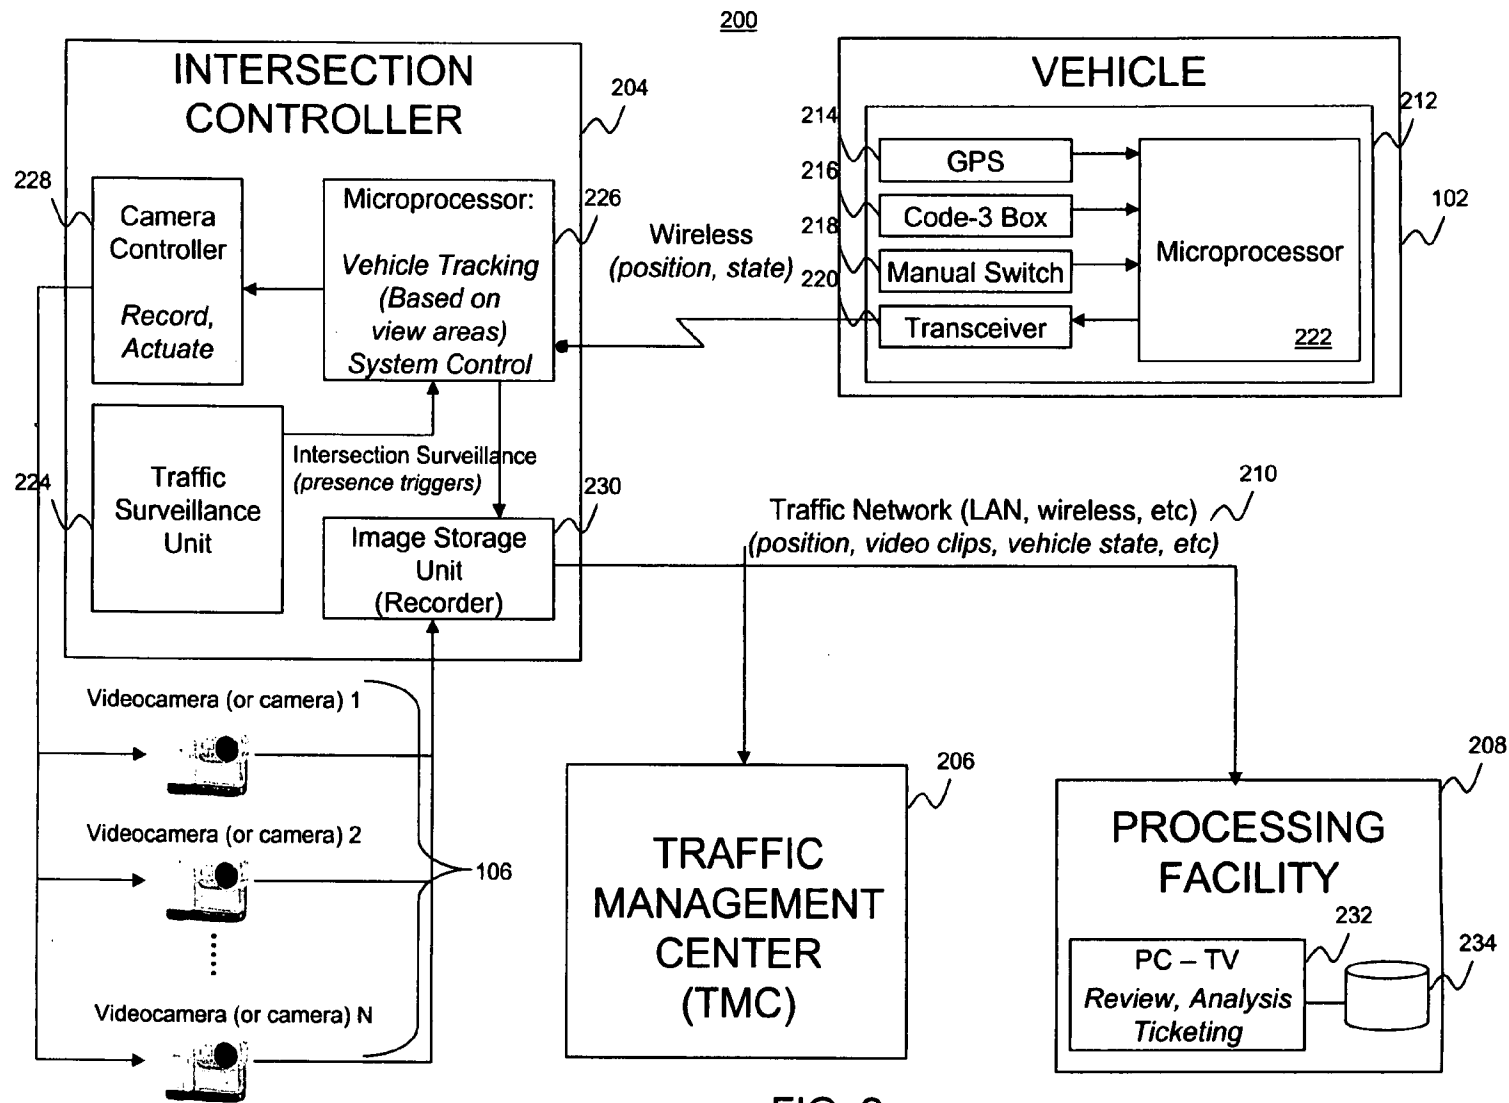 200
INTERSECTION
CONTROLLER
204
228
Camera
Controller
Record,
Actuate
Microprocessor:
Vehicle Tracking
(Based on
view areas)
System Control
226
224
Traffic
Surveillance
Unit
Intersection Surveillance
(presence triggers)
230
Image Storage
Unit
(Recorder)
Wireless
(position, state)
VEHICLE
214
216
218
220
GPS
Code-3 Box
Manual Switch
Transceiver
Microprocessor
222
212
102
210
Traffic Network (LAN, wireless, etc)
(position, video clips, vehicle state, etc)
Videocamera (or camera) 1
Videocamera (or camera) 2
Videocamera (or camera) N
106
206
TRAFFIC
MANAGEMENT
CENTER
(TMC)
208
PROCESSING
FACILITY
232
234
PC – TV
Review, Analysis
Ticketing